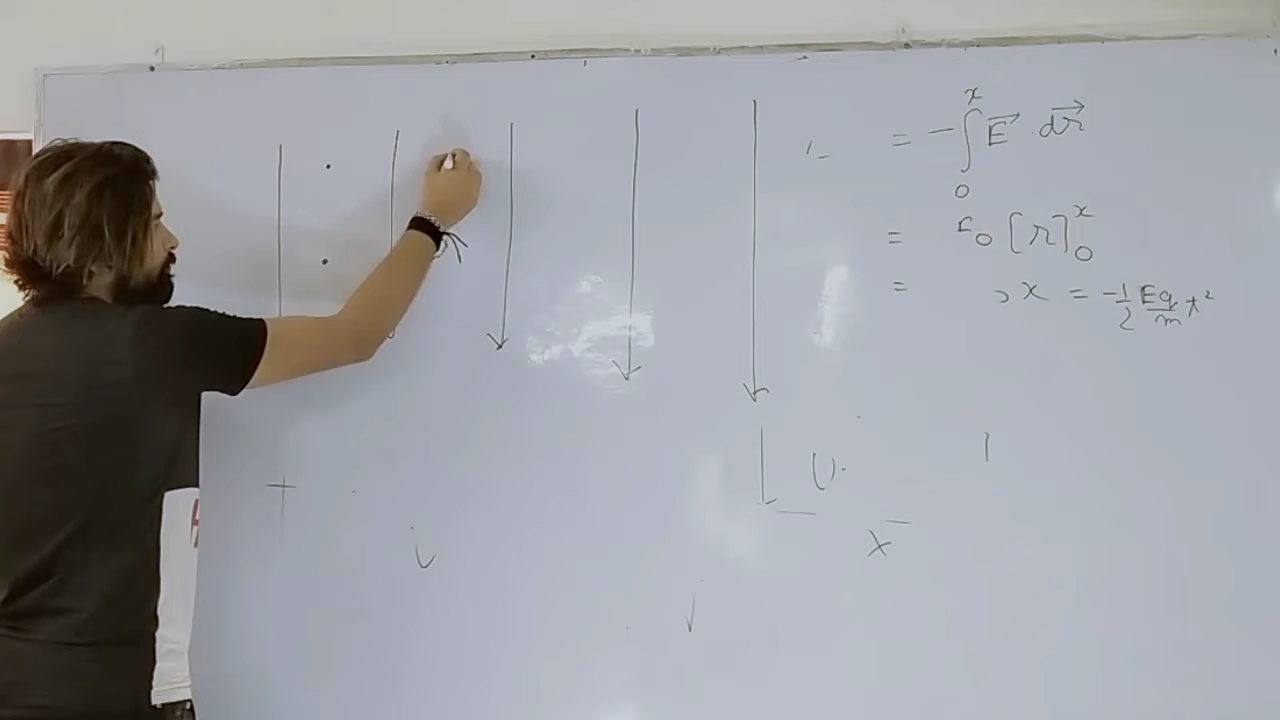 = - ∫₀ˣ E⃗ . dr⃗
= E₀ [r]₀ˣ
= , x = -1/2 Eq/m t²
U.
x